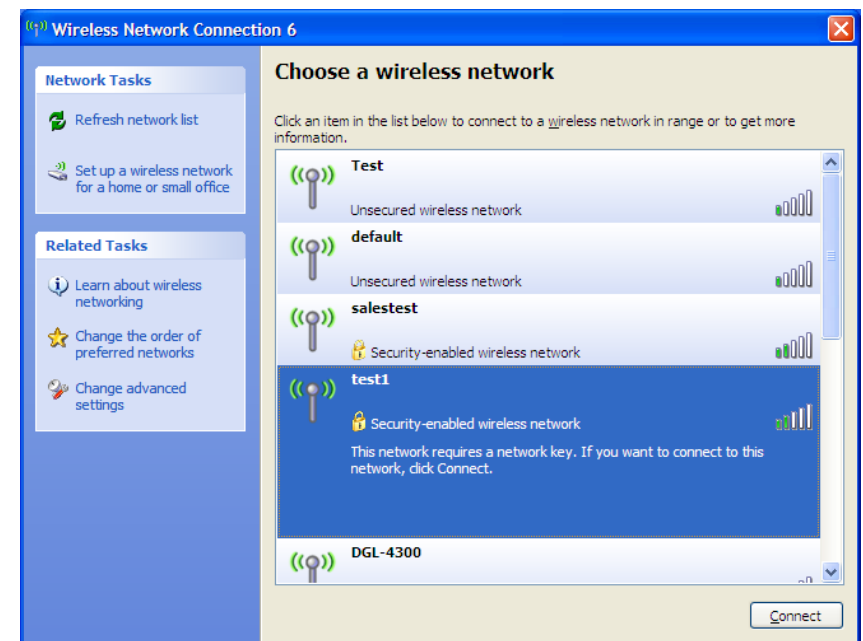 Wireless Network Connection 6
Network Tasks
Refresh network list
Set up a wireless network
for a home or small office
Related Tasks
Learn about wireless
networking
Change the order of
preferred networks
Change advanced
settings
Choose a wireless network
Click an item in the list below to connect to a wireless network in range or to get more
information.
Test
Unsecured wireless network
default
Unsecured wireless network
salestest
Security-enabled wireless network
test1
Security-enabled wireless network
This network requires a network key. If you want to connect to this
network, click Connect.
DGL-4300
Connect